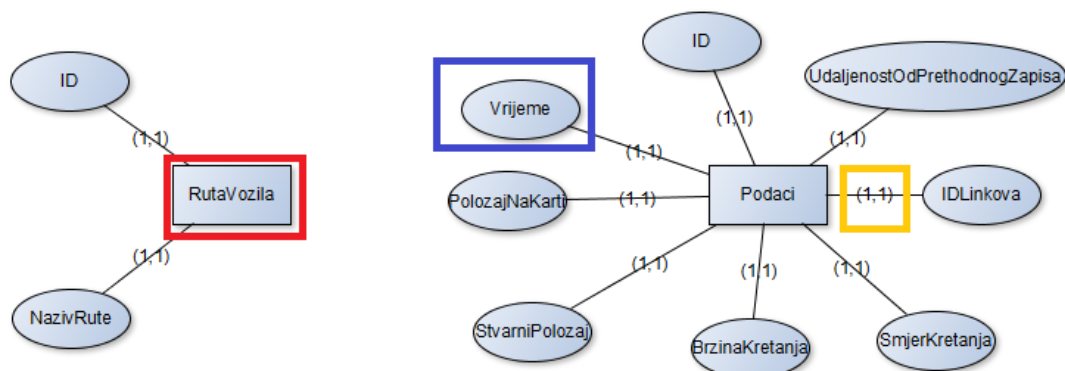 ID
(1,1)
RutaVozila
(1,1)
NazivRute
ID
UdaljenostOdPrethodnogZapisa
Vrijeme
(1,1)
(1,1)
(1,1)
PolozajNaKarti
(1,1)
Podaci
(1,1)
IDLinkova
(1,1)
(1,1)
(1,1)
StvarniPolozaj
BrzinaKretanja
SmjerKretanja